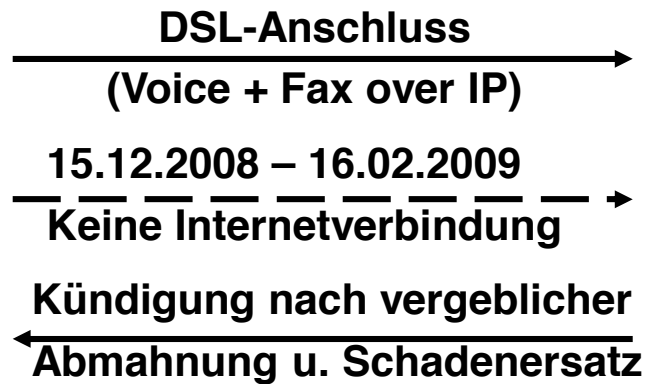 DSL-Anschluss
(Voice + Fax over IP)
15.12.2008 – 16.02.2009
Keine Internetverbindung
Kündigung nach vergeblicher
Abmahnung u. Schadenersatz